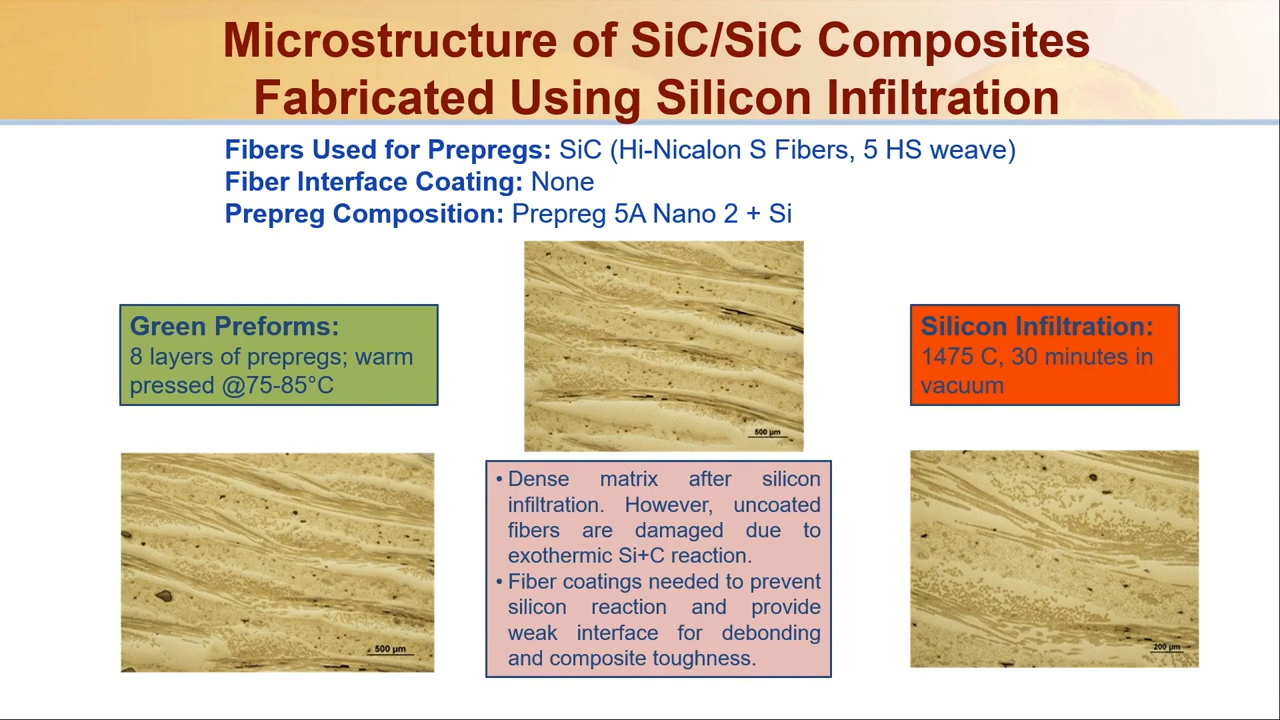 Microstructure of SiC/SiC Composites
Fabricated Using Silicon Infiltration
Fibers Used for Prepregs: SiC (Hi-Nicalon S Fibers, 5 HS weave)
Fiber Interface Coating: None
Prepreg Composition: Prepreg 5A Nano 2 + Si
Green Preforms:
8 layers of prepregs; warm
pressed @75-85°C
500 µm
Silicon Infiltration:
1475 C, 30 minutes in
vacuum
500 µm
• Dense matrix after silicon
infiltration. However, uncoated
fibers are damaged due to
exothermic Si+C reaction.
• Fiber coatings needed to prevent
silicon reaction and provide
weak interface for debonding
and composite toughness.
200 µm